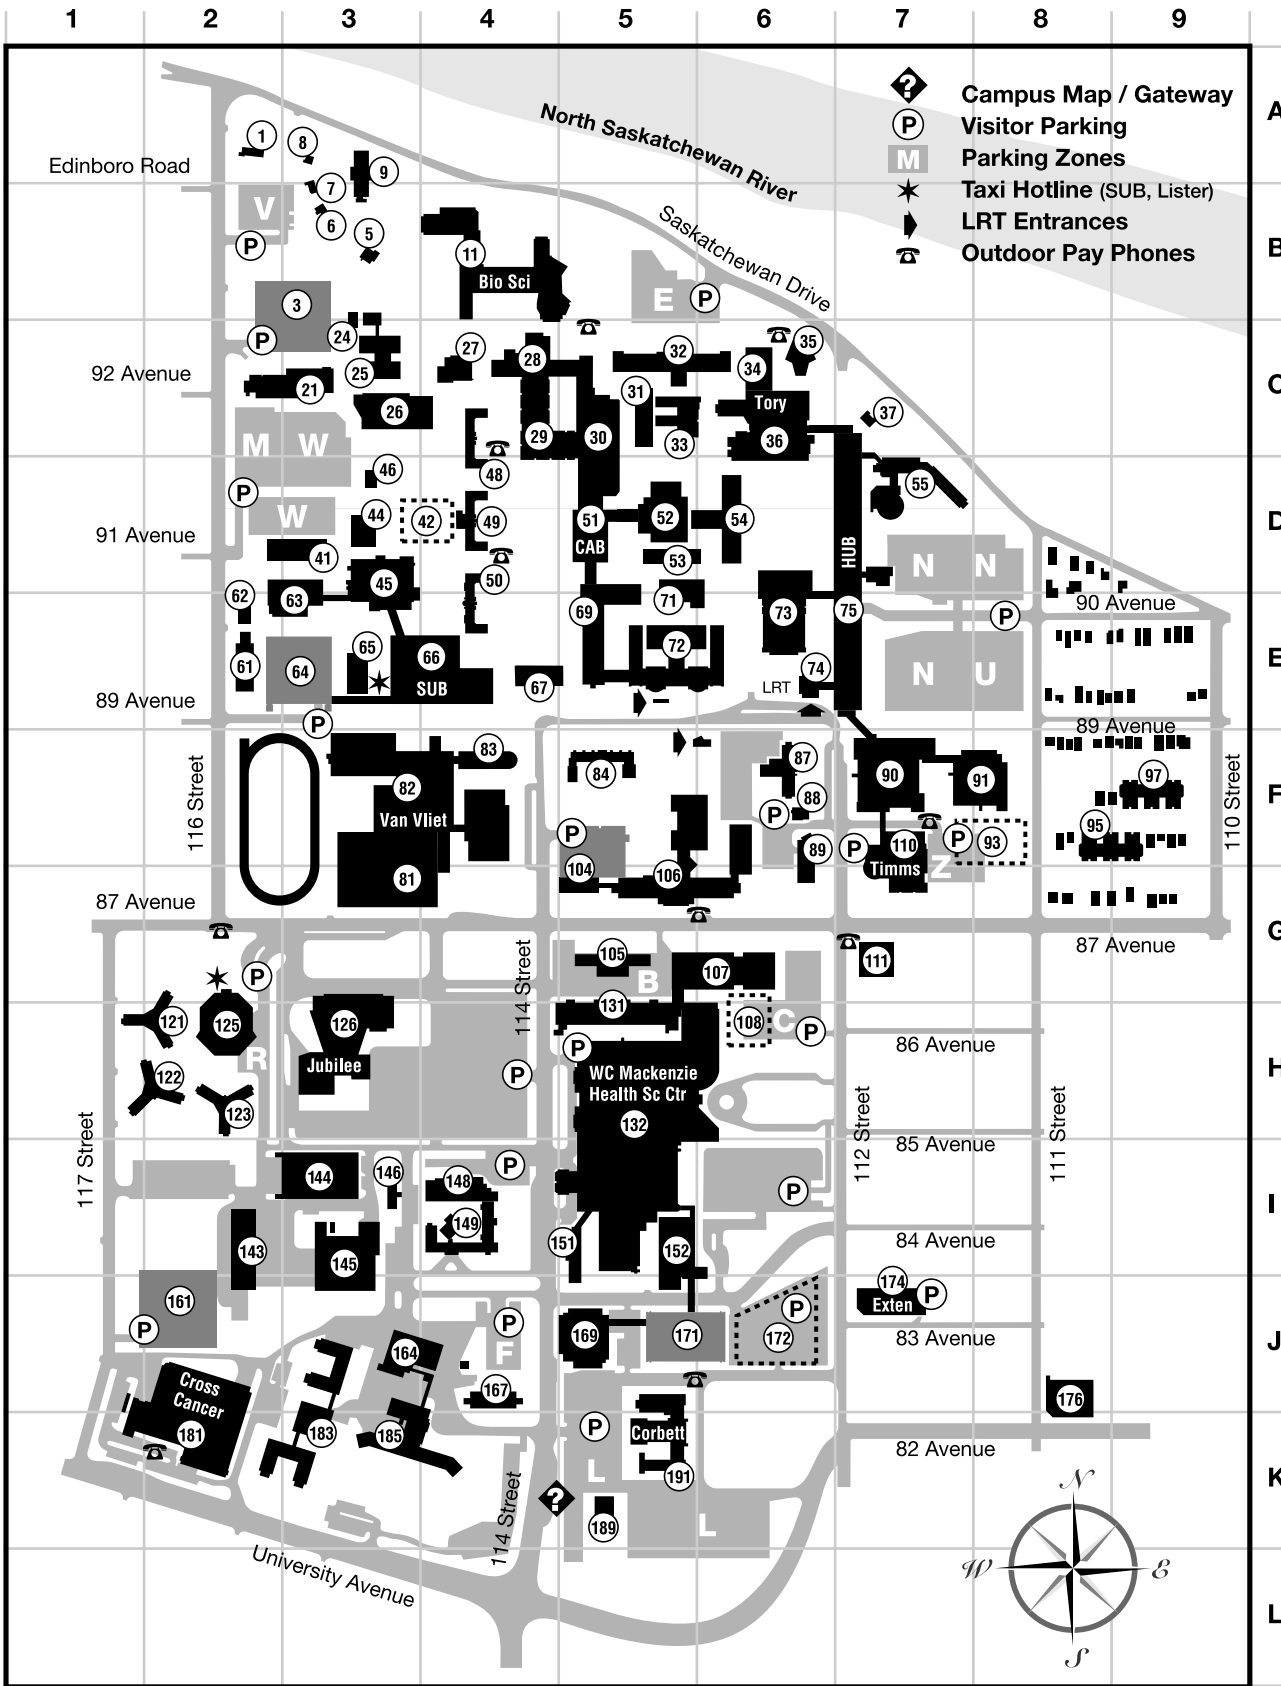 1 2 3 4 5 6 7 8 9
A
B
C
D
E
F
G
H
I
J
K
L
?
Campus Map / Gateway
P
Visitor Parking
M
Parking Zones
Taxi Hotline (SUB, Lister)
LRT Entrances
Outdoor Pay Phones
North Saskatchewan River
Saskatchewan Drive
Edinboro Road
1
8
9
7
6
5
V
P
11
Bio Sci
E
P
3
P
24
25
27
28
32
34
35
92 Avenue
21
26
31
Tory
37
M
W
29
30
33
36
46
48
55
P
W
44
42
49
51
52
54
91 Avenue
41
CAB
53
HUB
N
N
45
50
62
63
69
71
73
75
90 Avenue
P
61
64
65
66
72
74
N
U
SUB
67
LRT
89 Avenue
89 Avenue
P
116 Street
83
84
87
90
91
97
110 Street
82
88
Van Vliet
P
P
89
P
110
P
93
95
Timms
Z
81
104
106
87 Avenue
87 Avenue
114 Street
105
B
107
111
P
121
125
126
131
108
C
P
86 Avenue
R
Jubilee
P
P
WC Mackenzie
Health Sc Ctr
122
123
132
117 Street
112 Street
111 Street
85 Avenue
144
146
148
P
P
149
143
145
151
152
84 Avenue
161
P
174
P
Exten
P
172
P
F
169
171
83 Avenue
164
167
Cross
Cancer
181
183
185
P
Corbett
176
82 Avenue
L
191
?
189
L
114 Street
University Avenue
N
W
E
S